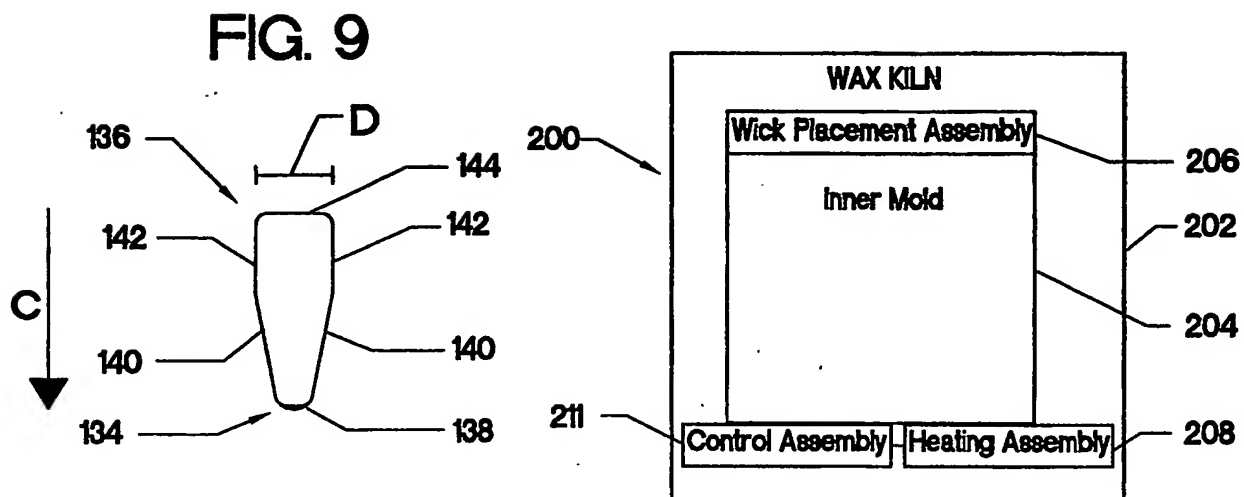 FIG. 9
D
136
144
142
142
C
140
140
134
138
WAX KILN
200
Wick Placement Assembly
206
Inner Mold
202
204
211
Control Assembly
Heating Assembly
208